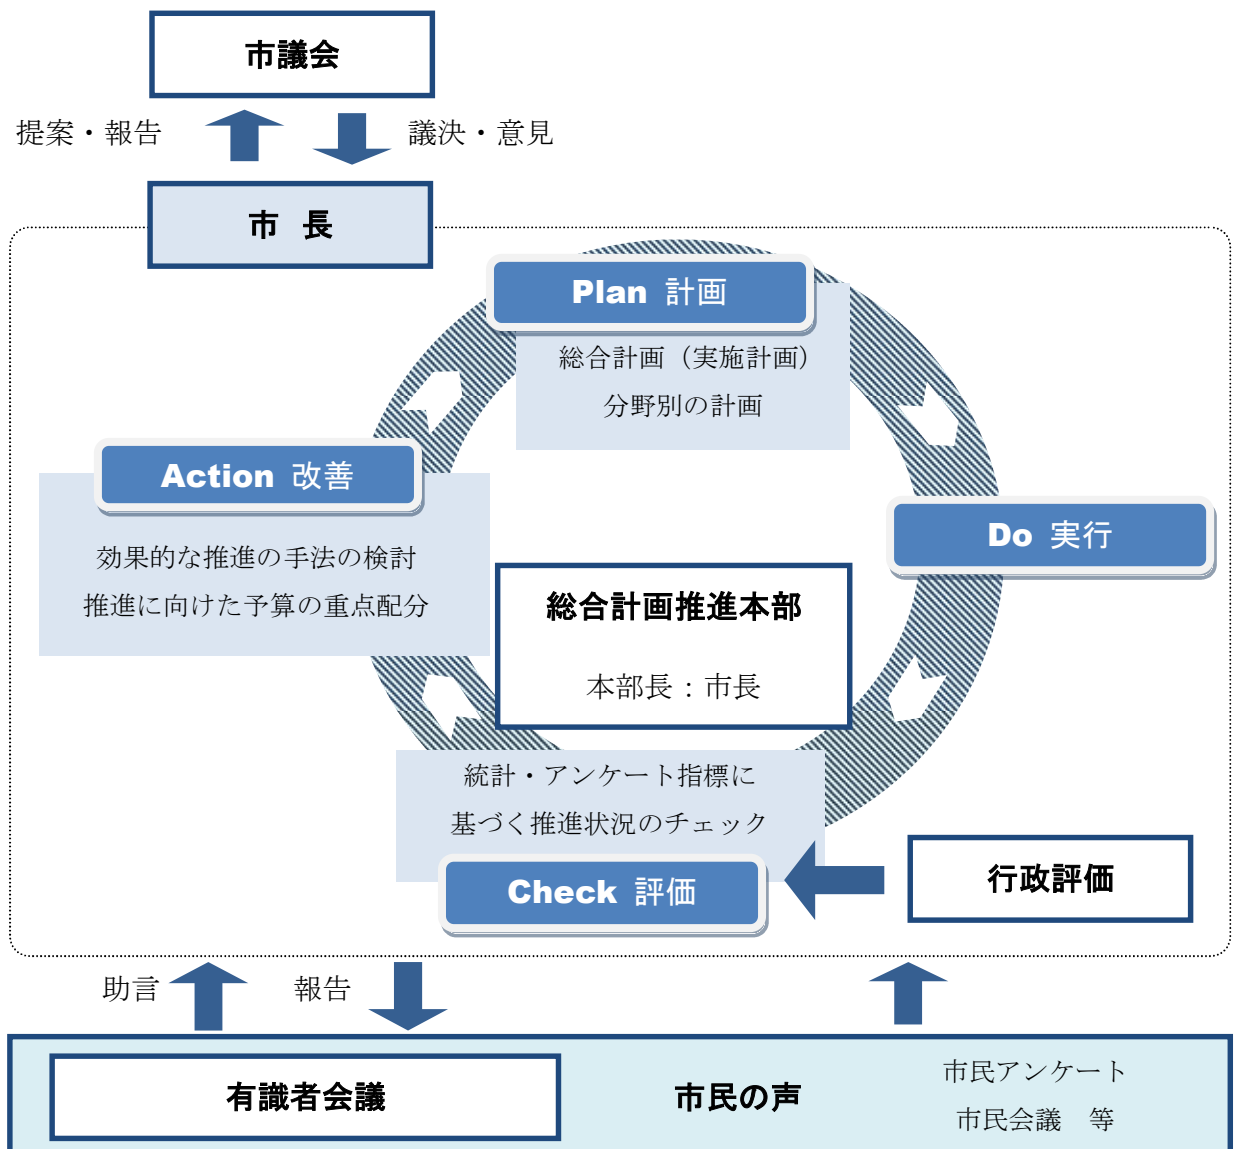 市議会
提案・報告
議決・意見
市 長
Plan 計画
総合計画（実施計画）
分野別の計画
Action 改善
効果的な推進の手法の検討
推進に向けた予算の重点配分
Do 実行
総合計画推進本部
本部長：市長
統計・アンケート指標に
基づく推進状況のチェック
Check 評価
行政評価
助言
報告
有識者会議
市民の声
市民アンケート
市民会議 等